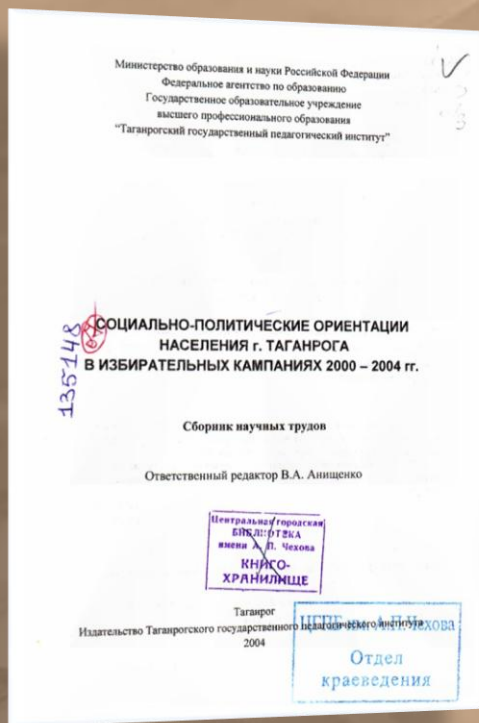 Министерство образования и науки Российской Федерации
Федеральное агентство по образованию
Государственное образовательное учреждение
высшего профессионального образования
“Таганрогский государственный педагогический институт”
СОЦИАЛЬНО-ПОЛИТИЧЕСКИЕ ОРИЕНТАЦИИ
НАСЕЛЕНИЯ г. ТАГАНРОГА
В ИЗБИРАТЕЛЬНЫХ КАМПАНИЯХ 2000 – 2004 гг.
135148
Сборник научных трудов
Ответственный редактор В.А. Анищенко
Центральная городская
БИБЛИОТЕКА
имени А. П. Чехова
КНИГО-
ХРАНИЛИЩЕ
Таганрог
Издательство Таганрогского государственного педагогического института
2004
А.П.Чехова
Отдел
краеведения